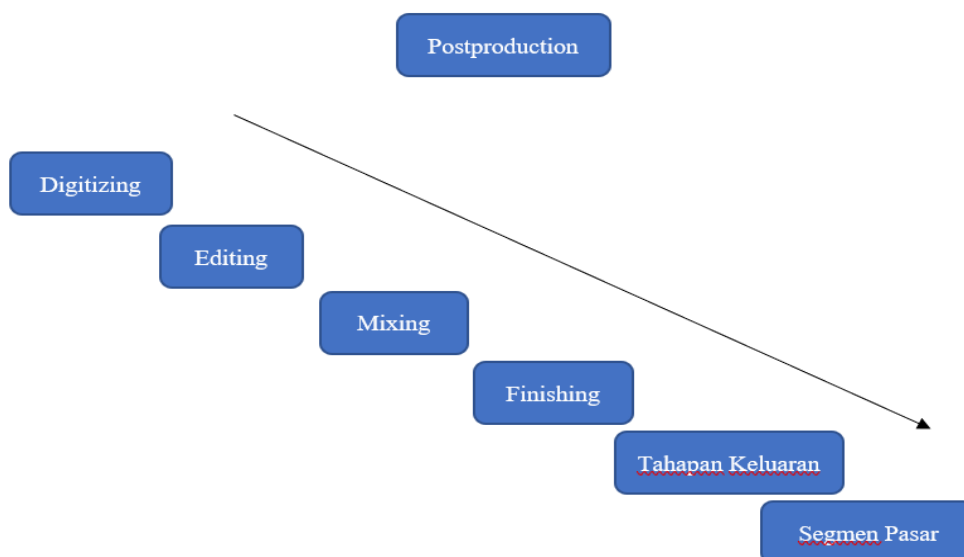 Postproduction
Digitizing
Editing
Mixing
Finishing
Tahapan Keluaran
Segmen Pasar